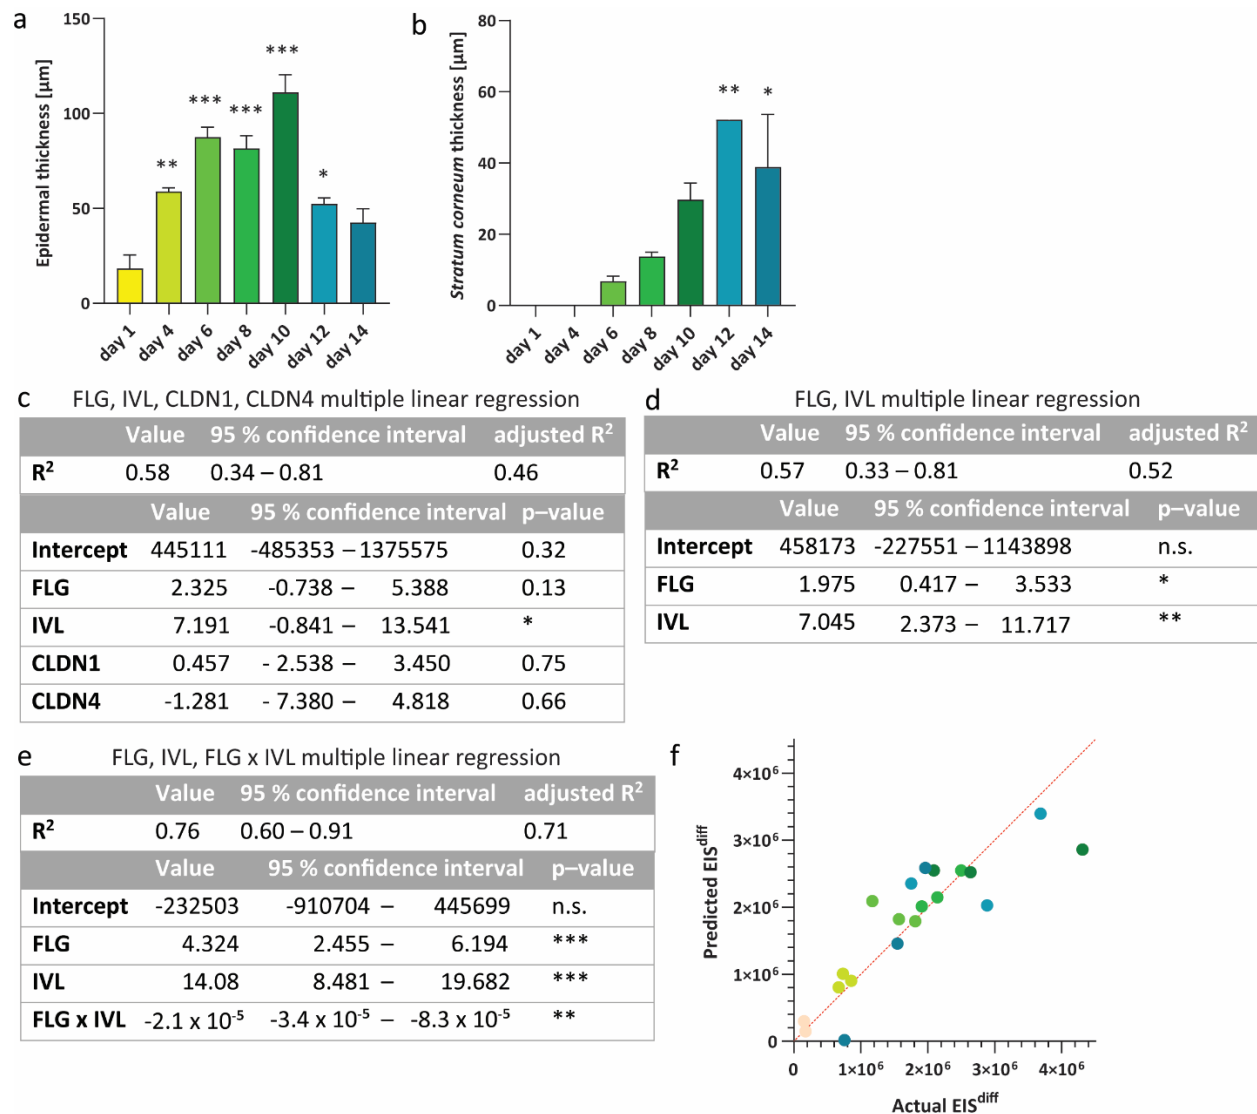 a
Epidermal thickness [µm]
150
100
50
0
** *** *** *** *
day 1 day 4 day 6 day 8 day 10 day 12 day 14
b
Stratum corneum thickness [µm]
80
60
40
20
0
** *
day 1 day 4 day 6 day 8 day 10 day 12 day 14
c FLG, IVL, CLDN1, CLDN4 multiple linear regression
Value 95 % confidence interval adjusted R²
R² 0.58 0.34 – 0.81 0.46
Value 95 % confidence interval p–value
Intercept 445111 -485353 – 1375575 0.32
FLG 2.325 -0.738 – 5.388 0.13
IVL 7.191 -0.841 – 13.541 *
CLDN1 0.457 - 2.538 – 3.450 0.75
CLDN4 -1.281 - 7.380 – 4.818 0.66
d FLG, IVL multiple linear regression
Value 95 % confidence interval adjusted R²
R² 0.57 0.33 – 0.81 0.52
Value 95 % confidence interval p–value
Intercept 458173 -227551 – 1143898 n.s.
FLG 1.975 0.417 – 3.533 *
IVL 7.045 2.373 – 11.717 **
e FLG, IVL, FLG x IVL multiple linear regression
Value 95 % confidence interval adjusted R²
R² 0.76 0.60 – 0.91 0.71
Value 95 % confidence interval p–value
Intercept -232503 -910704 – 445699 n.s.
FLG 4.324 2.455 – 6.194 ***
IVL 14.08 8.481 – 19.682 ***
FLG x IVL -2.1 x 10⁻⁵ -3.4 x 10⁻⁵ – -8.3 x 10⁻⁵ **
f
Predicted EISᵈⁱᶠᶠ
4×10⁶
3×10⁶
2×10⁶
1×10⁶
0
0 1×10⁶ 2×10⁶ 3×10⁶ 4×10⁶
Actual EISᵈⁱᶠᶠ